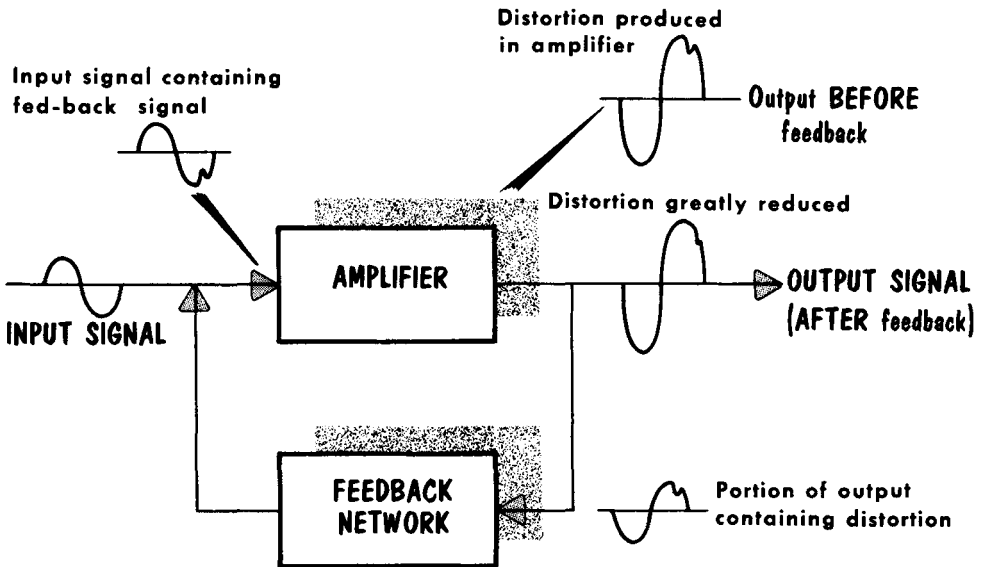 Distortion produced
in amplifier
Input signal containing
fed-back signal
Output BEFORE
feedback
Distortion greatly reduced
AMPLIFIER
INPUT SIGNAL
OUTPUT SIGNAL
(AFTER feedback)
FEEDBACK
NETWORK
Portion of output
containing distortion